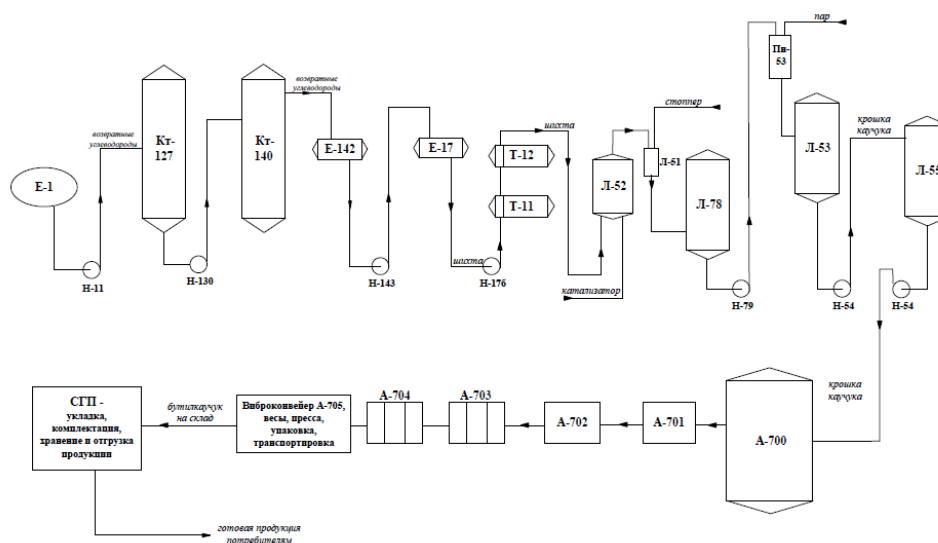 пар
Пн-
53
стоппер
возвратные
углеводороды
шихта
крошка
каучука
возвратные
углеводороды
Кт-
127
Кт-
140
Е-142
Е-17
Т-12
Л-51
Л-53
Л-55
Е-1
Л-52
Л-78
Т-11
шихта
Н-11
Н-130
Н-143
Н-176
катализатор
Н-79
Н-54
Н-54
СГП -
укладка,
комплектация,
хранение и отгрузка
продукции
бутилкаучук
на склад
Виброконвейер А-705,
весы, пресса,
упаковка,
транспортировка
А-704
А-703
А-702
А-701
А-700
крошка
каучука
готовая продукция
потребителям